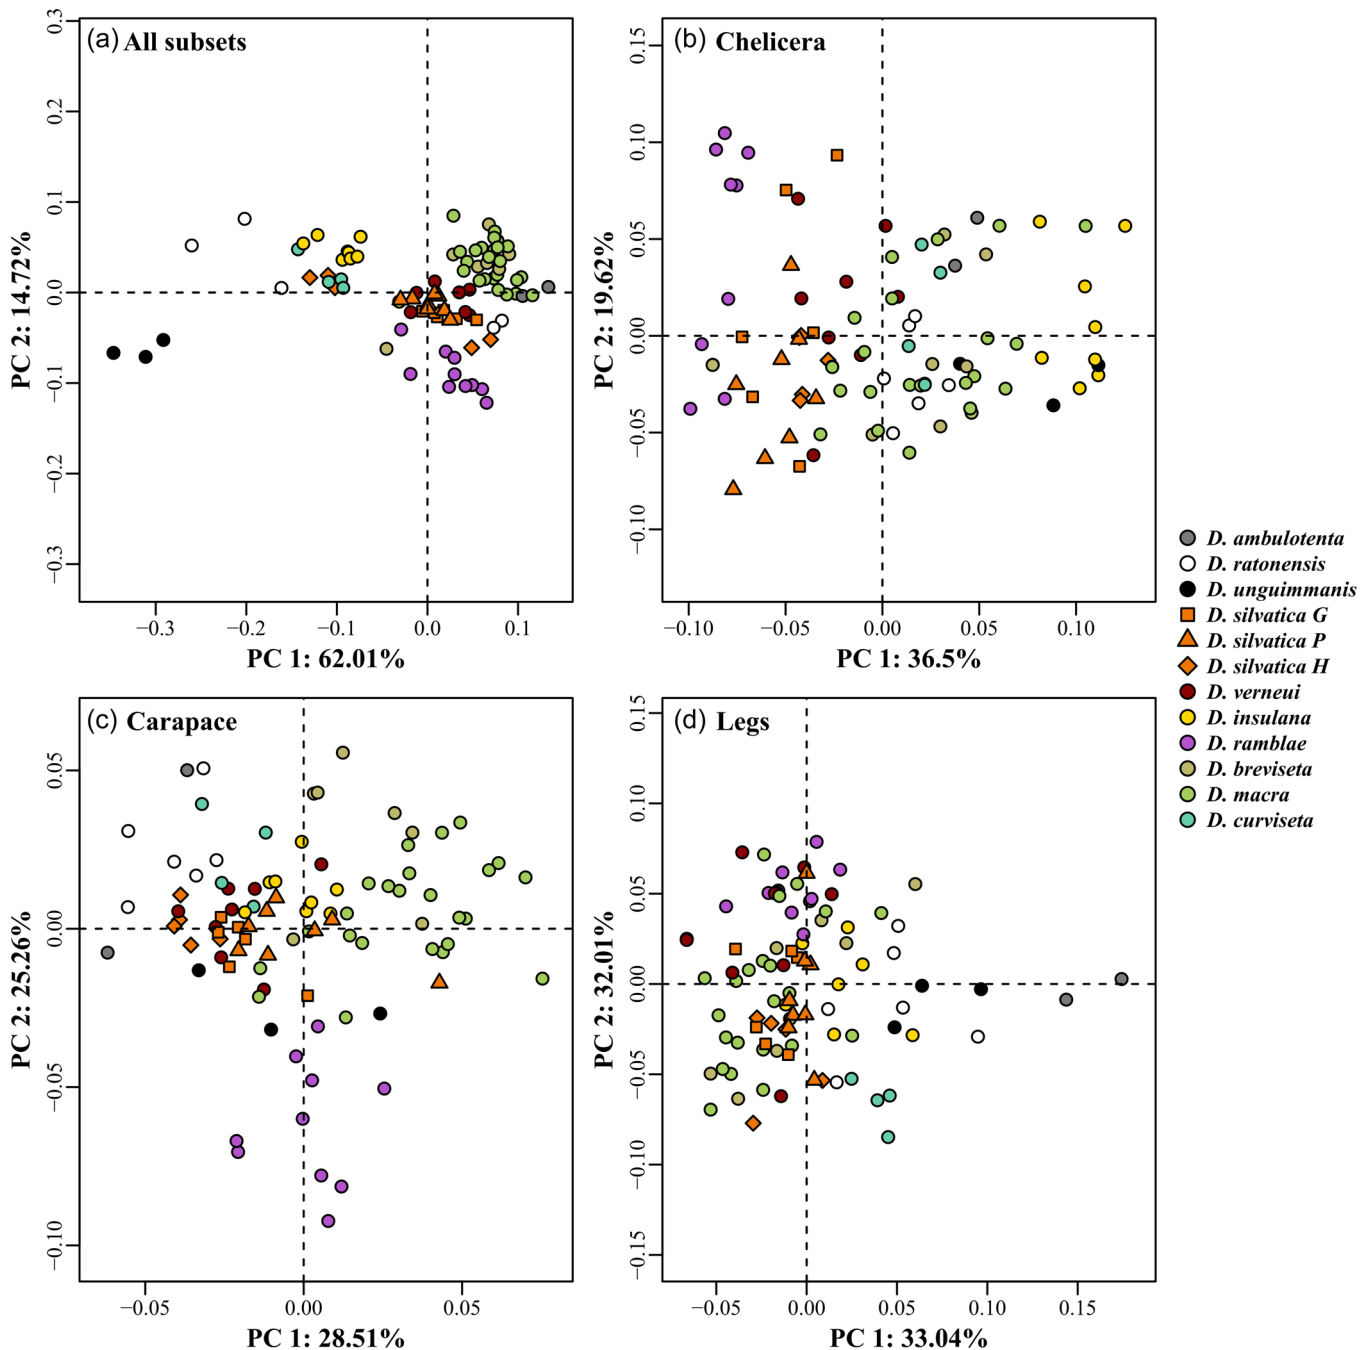 (a) All subsets
0.3
0.2
0.1
0.0
−0.1
−0.2
−0.3
PC 2: 14.72%
−0.3
−0.2
−0.1
0.0
0.1
PC 1: 62.01%
(b) Chelicera
0.15
0.10
0.05
0.00
−0.05
−0.10
PC 2: 19.62%
−0.10
−0.05
0.00
0.05
0.10
PC 1: 36.5%
D. ambulotenta
D. ratonensis
D. unguimmanis
D. silvatica G
D. silvatica P
D. silvatica H
D. verneui
D. insulana
D. ramblae
D. breviseta
D. macra
D. curviseta
(c) Carapace
0.05
0.00
−0.05
−0.10
PC 2: 25.26%
−0.05
0.00
0.05
PC 1: 28.51%
(d) Legs
0.15
0.10
0.05
0.00
−0.05
−0.10
−0.15
PC 2: 32.01%
−0.05
0.00
0.05
0.10
0.15
PC 1: 33.04%